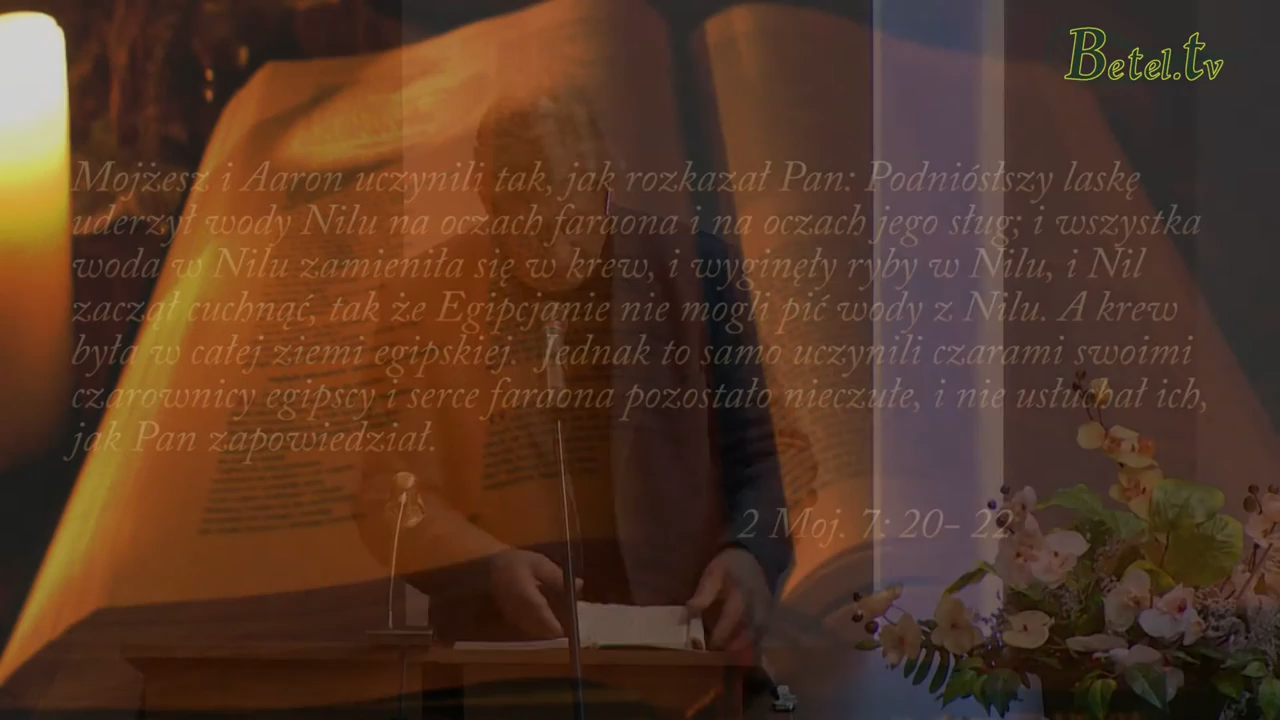 Betel.tv
Mojżesz i Aaron uczynili tak, jak rozkazał Pan: Podniósłszy laskę
uderzył wody Nilu na oczach faraona i na oczach jego sług; i wszystka
woda w Nilu zamieniła się w krew, i wyginęły ryby w Nilu, i Nil
zaczął cuchnąć, tak że Egipcjanie nie mogli pić wody z Nilu. A krew
była w całej ziemi egipskiej. Jednak to samo uczynili czarami swoimi
czarownicy egipscy i serce faraona pozostało nieczułe, i nie usłuchał ich,
jak Pan zapowiedział.
2 Moj. 7: 20- 22